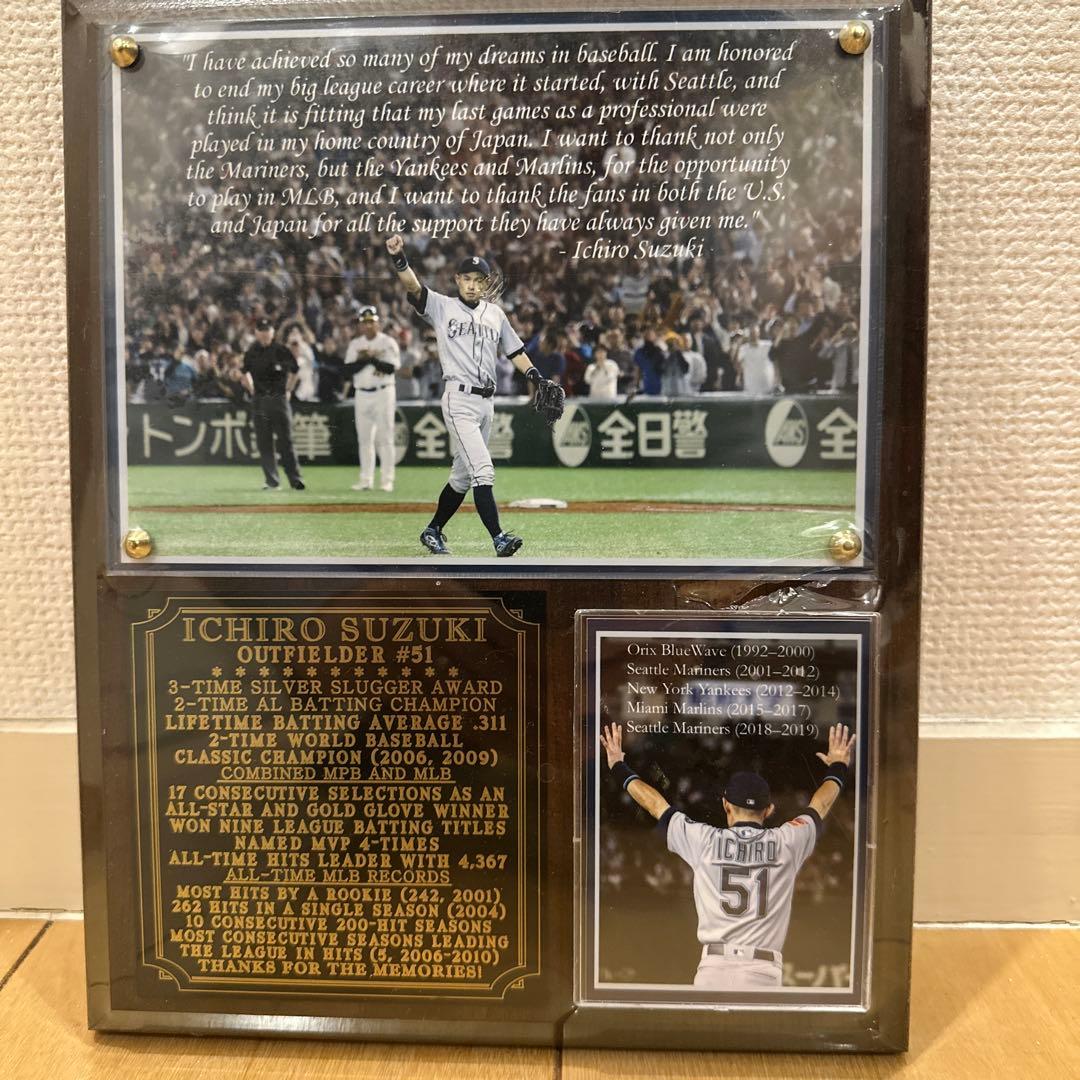 "I have achieved so many of my dreams in baseball. I am honored
to end my big league career where it started, with Seattle, and
think it is fitting that my last games as a professional were
played in my home country of Japan. I want to thank not only
the Mariners, but the Yankees and Marlins, for the opportunity
to play in MLB, and I want to thank the fans in both the U.S.
and Japan for all the support they have always given me."
- Ichiro Suzuki
S
SEATTLE
トンボ鉛筆
全日警
全日警
全
ICHIRO SUZUKI
OUTFIELDER #51
* * * * * * * * * *
3-TIME SILVER SLUGGER AWARD
2-TIME AL BATTING CHAMPION
LIFETIME BATTING AVERAGE .311
2-TIME WORLD BASEBALL
CLASSIC CHAMPION (2006, 2009)
COMBINED MPB AND MLB
17 CONSECUTIVE SELECTIONS AS AN
ALL-STAR AND GOLD GLOVE WINNER
WON NINE LEAGUE BATTING TITLES
NAMED MVP 4-TIMES
ALL-TIME HITS LEADER WITH 4,367
ALL-TIME MLB RECORDS
MOST HITS BY A ROOKIE (242, 2001)
262 HITS IN A SINGLE SEASON (2004)
10 CONSECUTIVE 200-HIT SEASONS
MOST CONSECUTIVE SEASONS LEADING
THE LEAGUE IN HITS (5, 2006-2010)
THANKS FOR THE MEMORIES!
Orix BlueWave (1992–2000)
Seattle Mariners (2001–2012)
New York Yankees (2012–2014)
Miami Marlins (2015–2017)
Seattle Mariners (2018–2019)
ICHIRO
51
スーパー